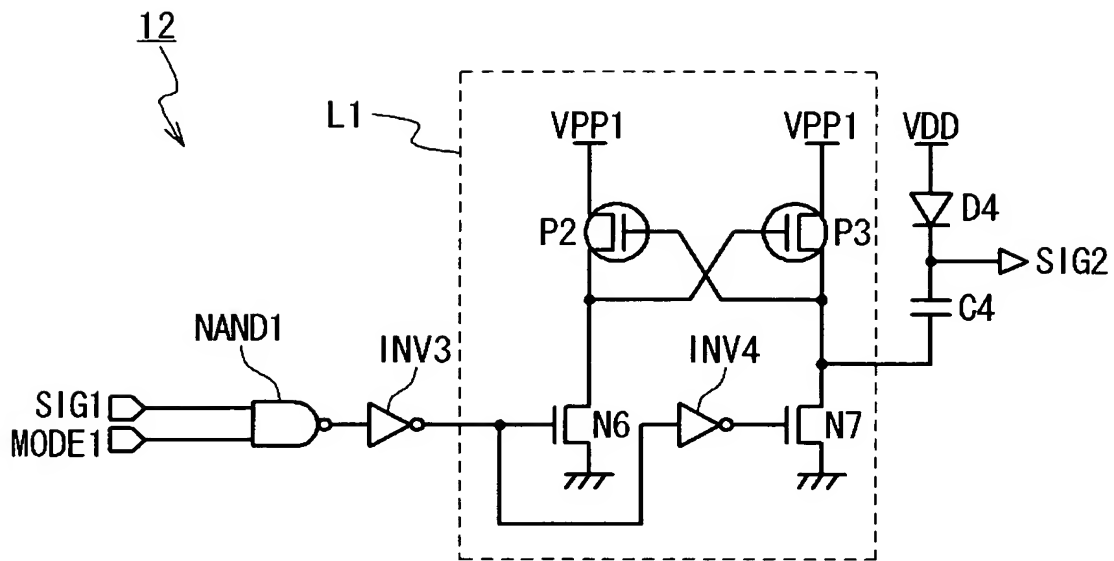 12
L1
VPP1
VPP1
VDD
P2
P3
D4
SIG2
C4
NAND1
INV3
INV4
SIG1
MODE1
N6
N7